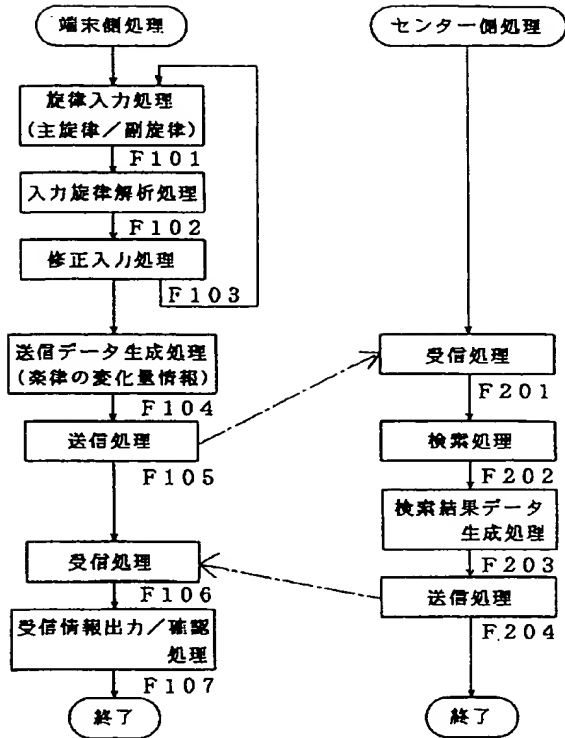 端末側処理
旋律入力処理
(主旋律／副旋律)
F101
入力旋律解析処理
F102
修正入力処理
F103
送信データ生成処理
(楽律の変化量情報)
F104
送信処理
F105
受信処理
F106
受信情報出力／確認
処理
F107
終了
センター側処理
受信処理
F201
検索処理
F202
検索結果データ
生成処理
F203
送信処理
F204
終了